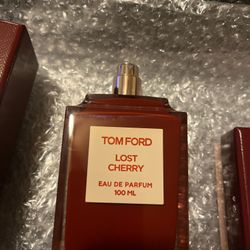 TOM FORD
LOST
CHERRY
EAU DE PARFUM
100 ML